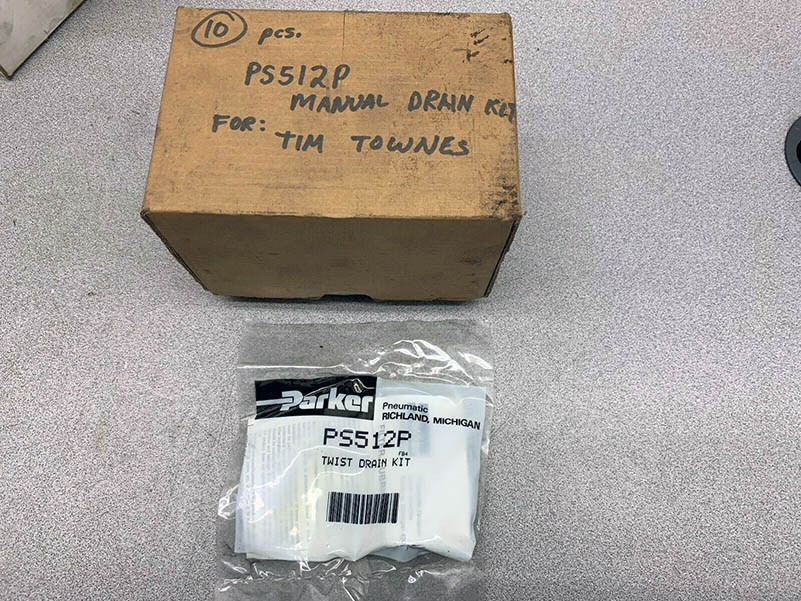 10 pcs.
PS512P
MANUAL DRAIN KIT
FOR: TIM TOWNES
Parker
Pneumatic
RICHLAND, MICHIGAN
PS512P
TWIST DRAIN KIT